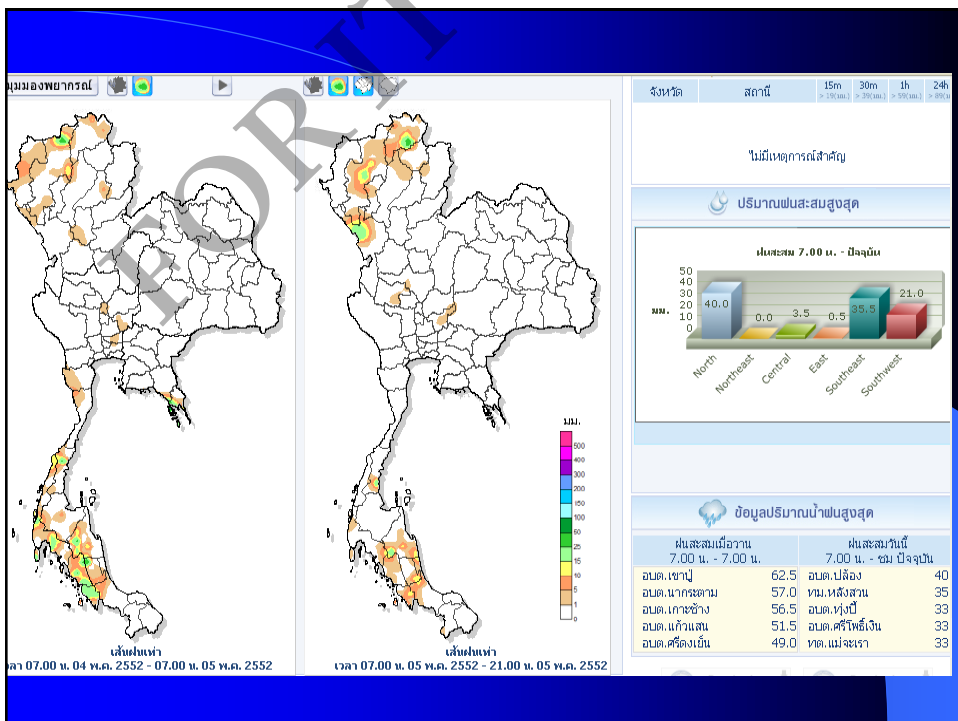 FOR IT
มุมมองพยากรณ์
เส้นฝนเท่า
ลา 07.00 น. 04 พ.ค. 2552 - 07.00 น. 05 พ.ค. 2552
มม.
500
400
300
200
150
100
60
25
15
10
5
1
0
เส้นฝนเท่า
เวลา 07.00 น. 05 พ.ค. 2552 - 21.00 น. 05 พ.ค. 2552
จังหวัด สถานี 15m 30m 1h 24h
> 19(มม.) > 39(มม.) > 59(มม.) > 89(ม
ไม่มีเหตุการณ์สำคัญ
ปริมาณฝนสะสมสูงสุด
ฝนสะสม 7.00 น. - ปัจจุบัน
มม.
50
40
30
20
10
0
40.0 0.0 3.5 0.5 35.5 21.0
North Northeast Central East Southeast Southwest
ข้อมูลปริมาณน้ำฝนสูงสุด
ฝนสะสมเมื่อวาน ฝนสะสมวันนี้
7.00 น. - 7.00 น. 7.00 น. - ชม ปัจจุบัน
อบต.เขาปู่ 62.5 อบต.ปล้อง 40
อบต.นากระตาม 57.0 ทม.หลังสวน 35
อบต.เกาะช้าง 56.5 อบต.ทุ่งปี้ 33
อบต.แก้วแสน 51.5 อบต.ศรีโพธิ์เงิน 33
อบต.ศรีดงเย็น 49.0 ทต.แม่จะเรา 33